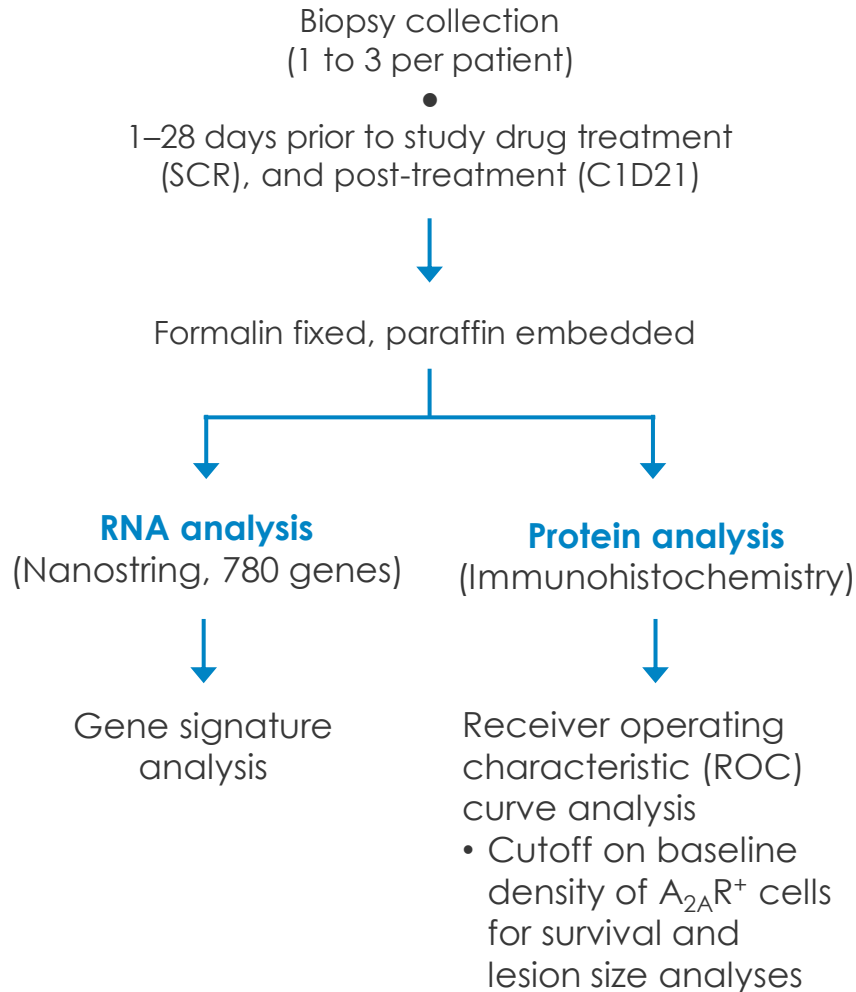 Biopsy collection
(1 to 3 per patient)
•
1–28 days prior to study drug treatment
(SCR), and post-treatment (C1D21)
Formalin fixed, paraffin embedded
RNA analysis
(Nanostring, 780 genes)
Gene signature
analysis
Protein analysis
(Immunohistochemistry)
Receiver operating
characteristic (ROC)
curve analysis
• Cutoff on baseline
density of A₂ₐR⁺ cells
for survival and
lesion size analyses